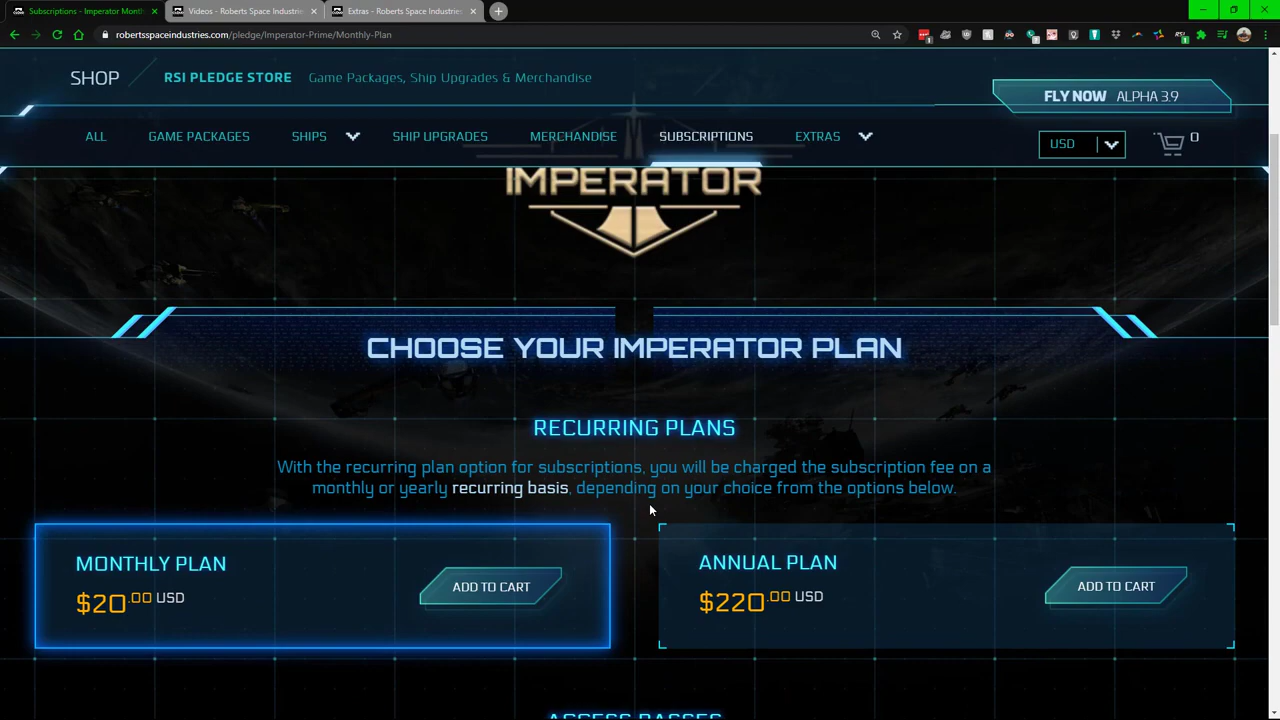 Subscriptions - Imperator Month
Videos - Roberts Space Industrie
Extras - Roberts Space Industries
robertsspaceindustries.com/pledge/Imperator-Prime/Monthly-Plan
SHOP
RSI PLEDGE STORE
Game Packages, Ship Upgrades & Merchandise
FLY NOW ALPHA 3.9
ALL
GAME PACKAGES
SHIPS
SHIP UPGRADES
MERCHANDISE
SUBSCRIPTIONS
EXTRAS
USD
0
IMPERATOR
CHOOSE YOUR IMPERATOR PLAN
RECURRING PLANS
With the recurring plan option for subscriptions, you will be charged the subscription fee on a
monthly or yearly recurring basis, depending on your choice from the options below.
MONTHLY PLAN
$20.00 USD
ADD TO CART
ANNUAL PLAN
$220.00 USD
ADD TO CART
ACCESS PASSES